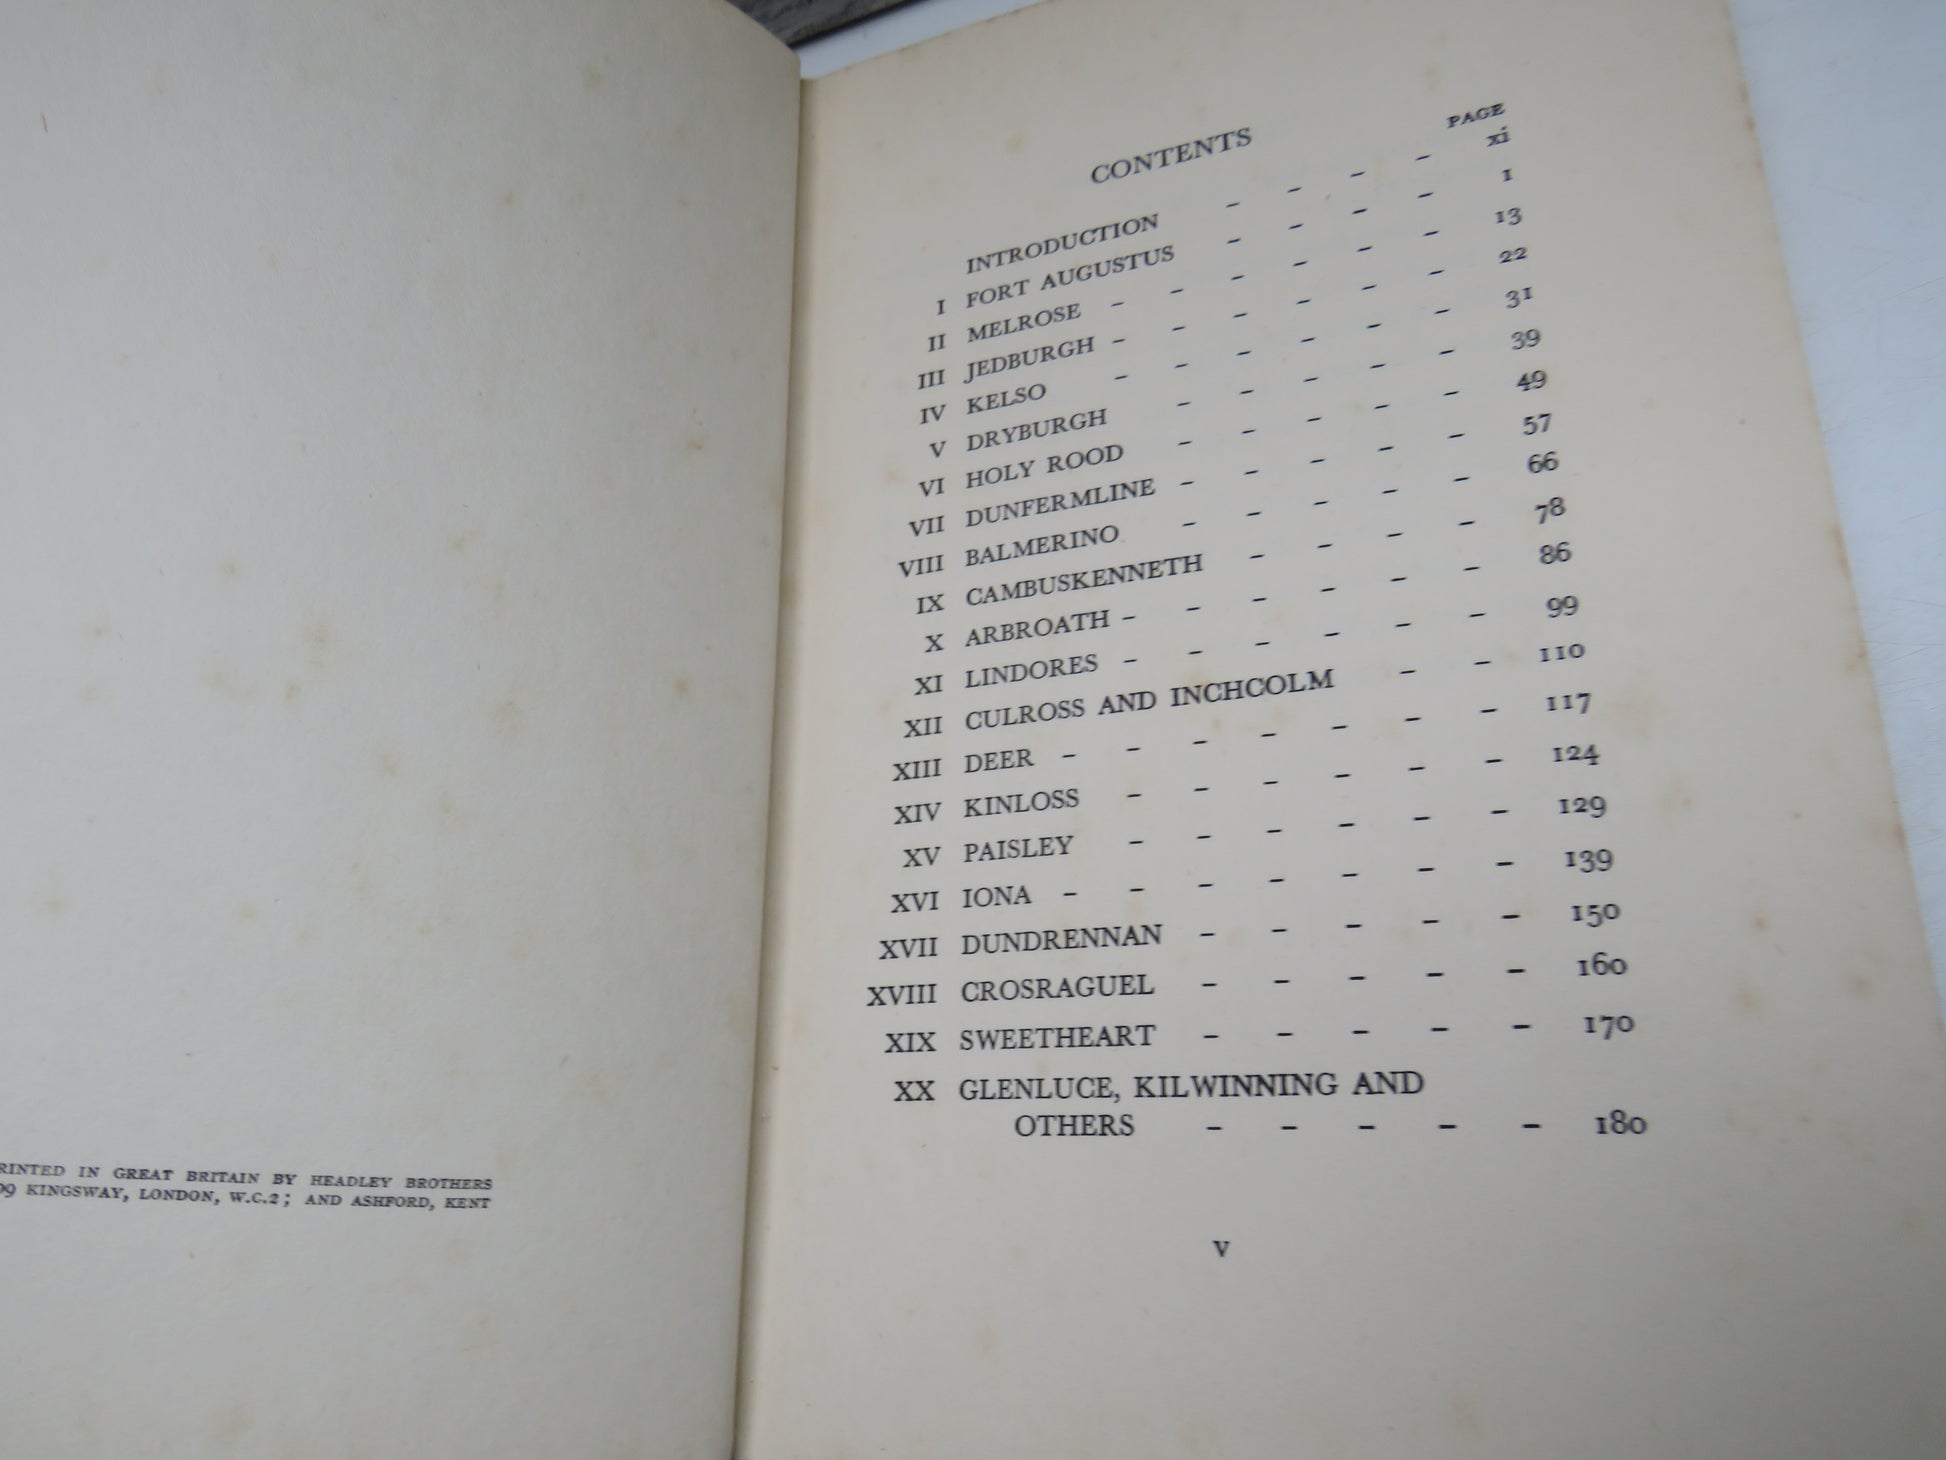 RINTED IN GREAT BRITAIN BY HEADLEY BROTHERS
09 KINGSWAY, LONDON, W.C.2; AND ASHFORD, KENT
CONTENTS
PAGE
INTRODUCTION - - - - xi
I FORT AUGUSTUS - - - - 1
II MELROSE - - - - - - 13
III JEDBURGH - - - - - - 22
IV KELSO - - - - - - 31
V DRYBURGH - - - - - 39
VI HOLY ROOD - - - - - 49
VII DUNFERMLINE - - - - - 57
VIII BALMERINO - - - - - 66
IX CAMBUSKENNETH - - - - 78
X ARBROATH - - - - - - 86
XI LINDORES - - - - - - 99
XII CULROSS AND INCHCOLM - - 110
XIII DEER - - - - - - - 117
XIV KINLOSS - - - - - - 124
XV PAISLEY - - - - - - 129
XVI IONA - - - - - - - 139
XVII DUNDRENNAN - - - - - 150
XVIII CROSRAGUEL - - - - - 160
XIX SWEETHEART - - - - - 170
XX GLENLUCE, KILWINNING AND
OTHERS - - - - - 180
v